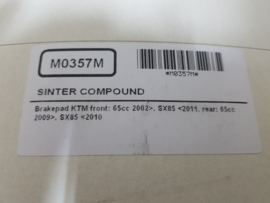 M0357M
*M0357M*
SINTER COMPOUND
Brakepad KTM front: 65cc 2002>, SX85 <2011, rear: 65cc
2009>, SX85 <2010